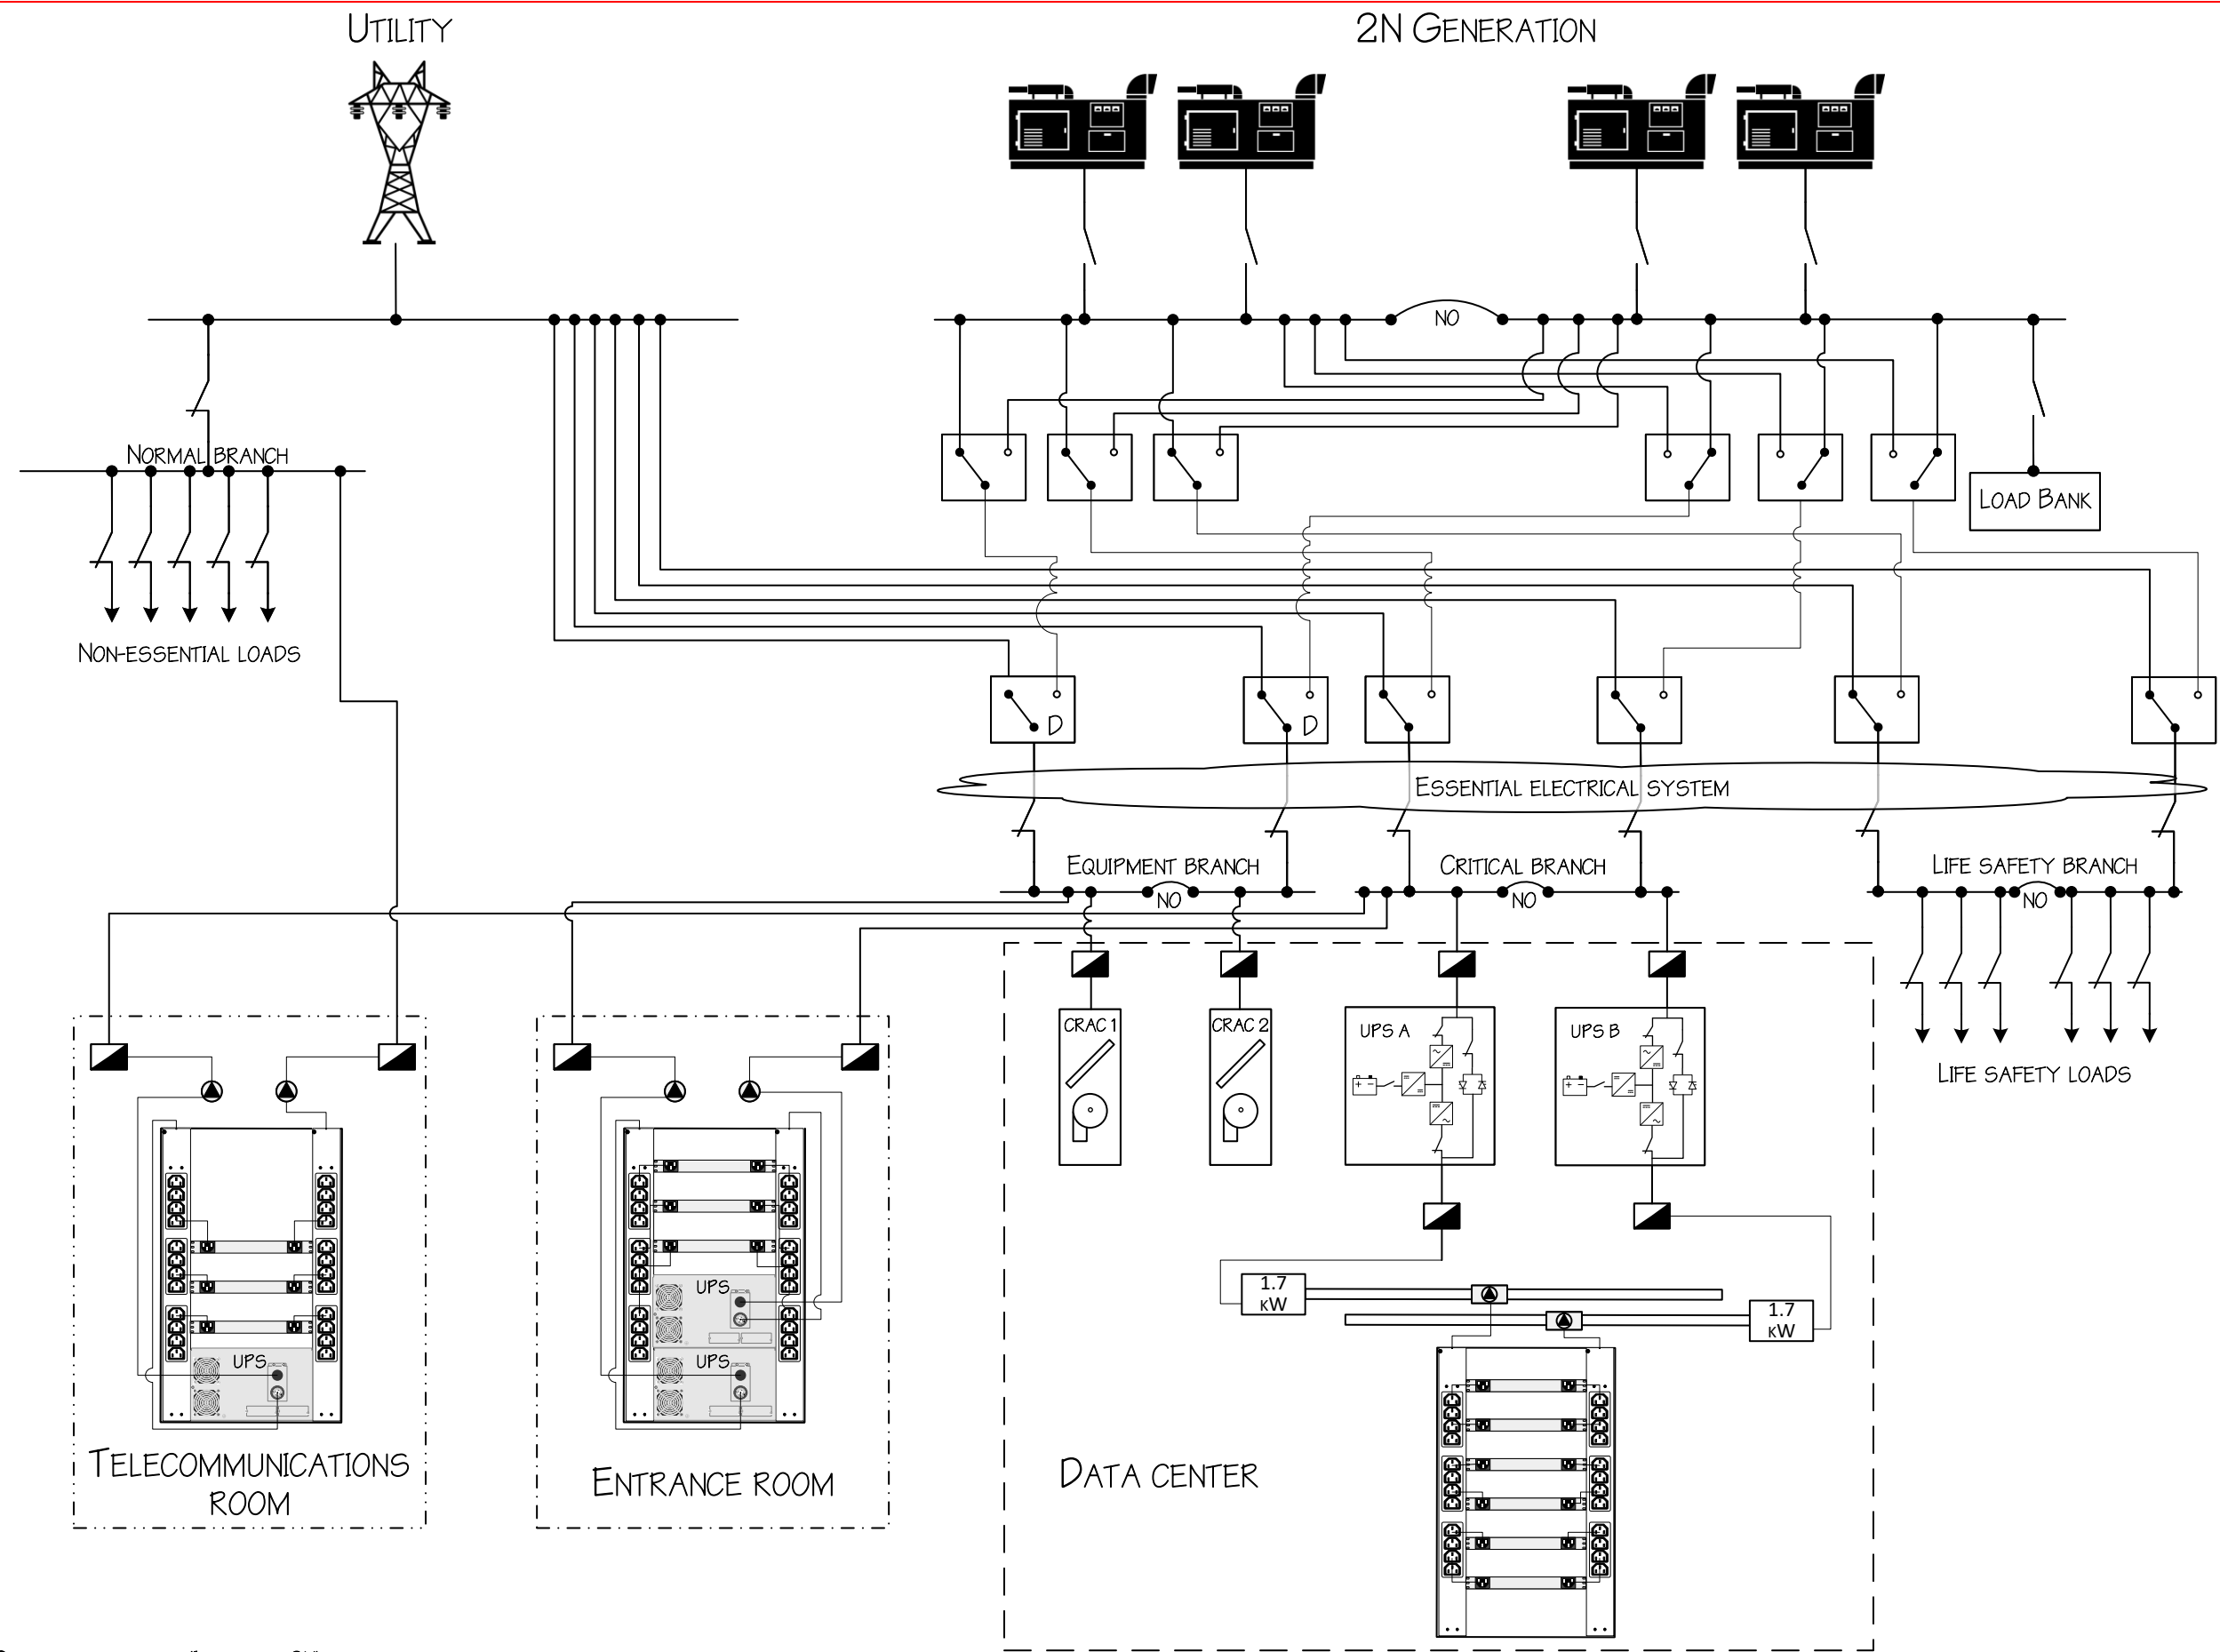 Utility
2N Generation
NO
Normal branch
Load Bank
Non-essential loads
D
D
Essential electrical system
Equipment branch
Critical branch
Life safety branch
NO
NO
NO
CRAC 1
CRAC 2
UPS A
UPS B
Life safety loads
UPS
1.7
kW
1.7
kW
UPS
UPS
Telecommunications
room
Entrance room
Data center